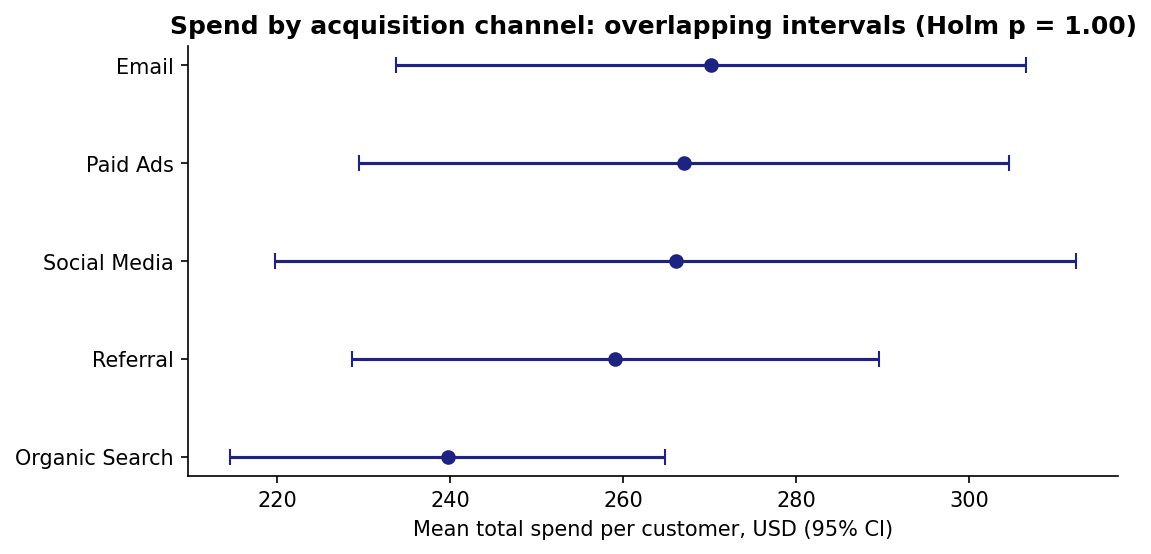 Spend by acquisition channel: overlapping intervals (Holm p = 1.00)
Email
Paid Ads
Social Media
Referral
Organic Search
220 240 260 280 300
Mean total spend per customer, USD (95% CI)